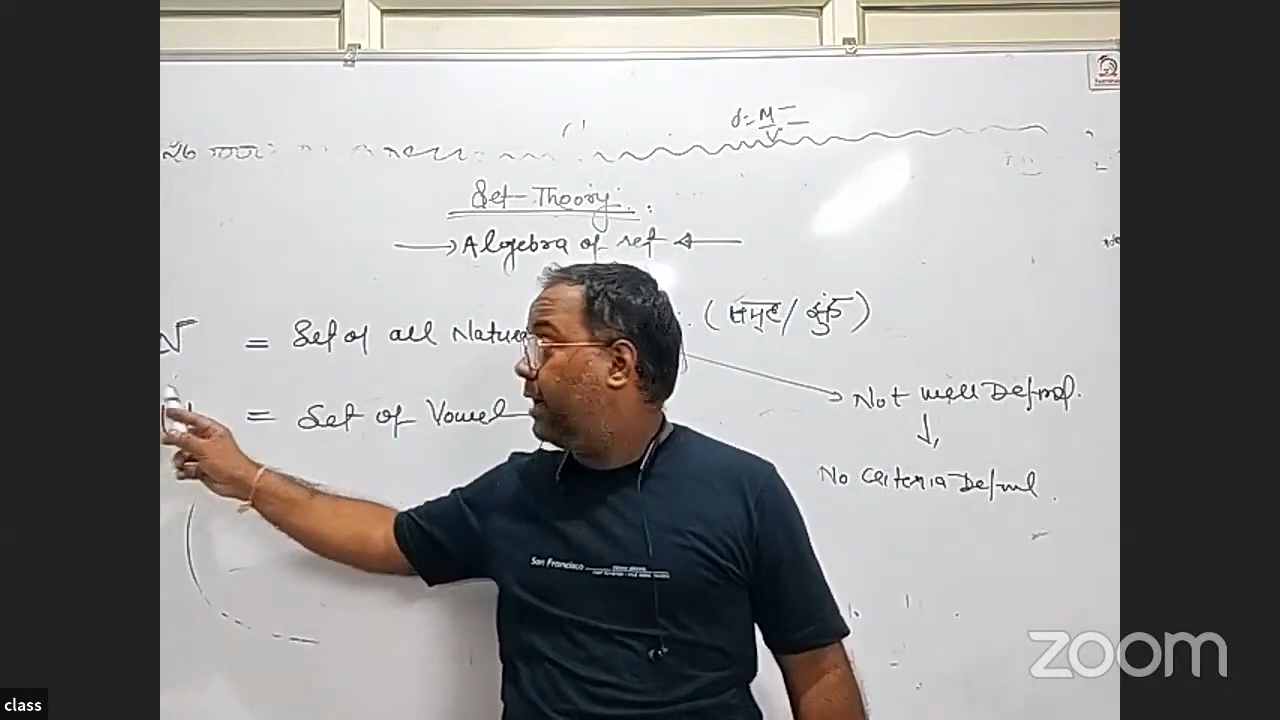 d = M/V
Set Theory
Algebra of set
N = Set of all Natura (समूह/झुंड)
= Set of Vowel
Not well Defined.
No Criteria Defined.
San Francisco
zoom
class